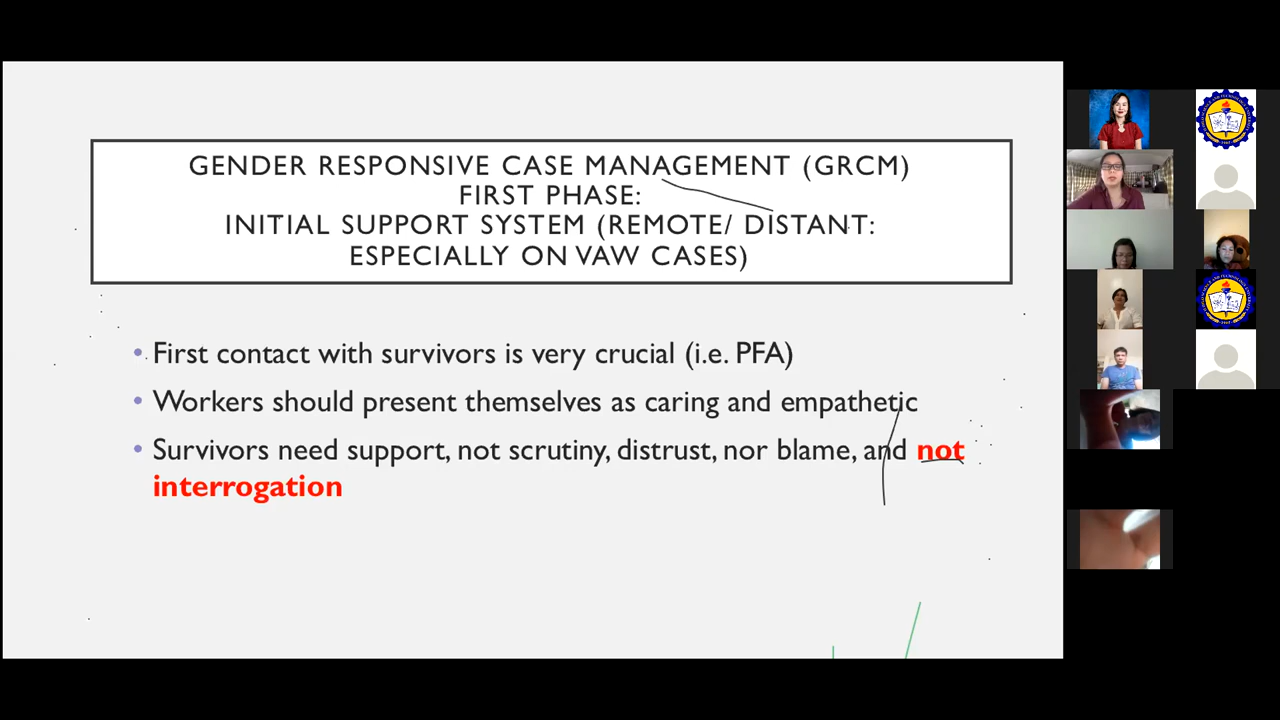 GENDER RESPONSIVE CASE MANAGEMENT (GRCM)
FIRST PHASE:
INITIAL SUPPORT SYSTEM (REMOTE/ DISTANT:
ESPECIALLY ON VAW CASES)
• First contact with survivors is very crucial (i.e. PFA)
• Workers should present themselves as caring and empathetic
• Survivors need support, not scrutiny, distrust, nor blame, and not
interrogation